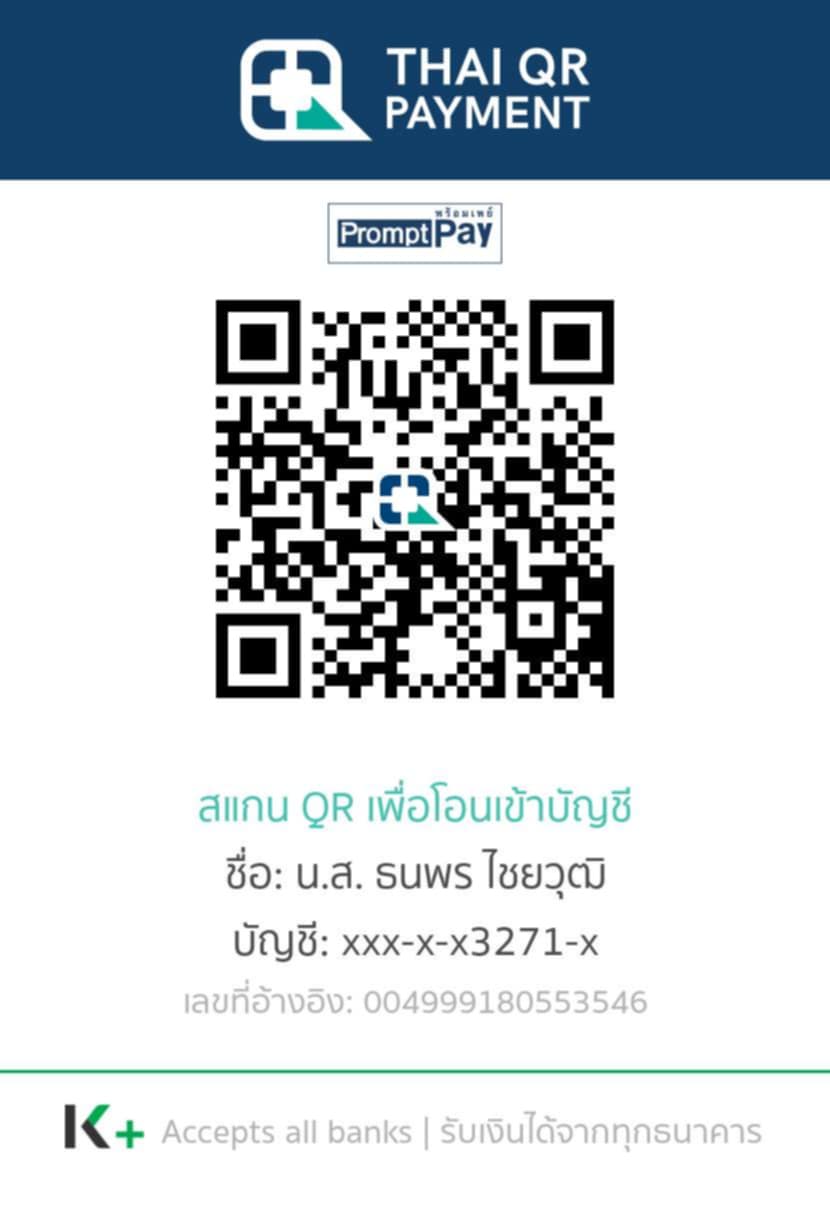 THAI QR
PAYMENT
พร้อมเพย์
PromptPay
สแกน QR เพื่อโอนเข้าบัญชี
ชื่อ: น.ส. ธนพร ไชยวุฒิ
บัญชี: xxx-x-x3271-x
เลขที่อ้างอิง: 004999180553546
K+ Accepts all banks | รับเงินได้จากทุกธนาคาร